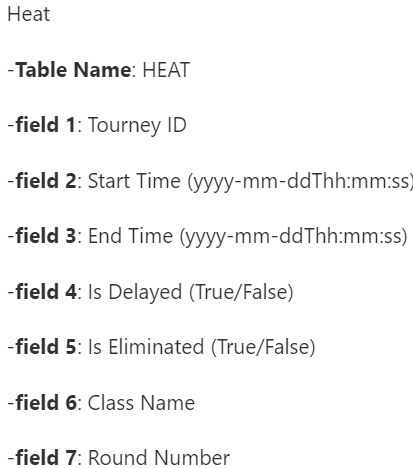 Heat
-Table Name: HEAT
-field 1: Tourney ID
-field 2: Start Time (yyyy-mm-ddThh:mm:ss)
-field 3: End Time (yyyy-mm-ddThh:mm:ss)
-field 4: Is Delayed (True/False)
-field 5: Is Eliminated (True/False)
-field 6: Class Name
-field 7: Round Number